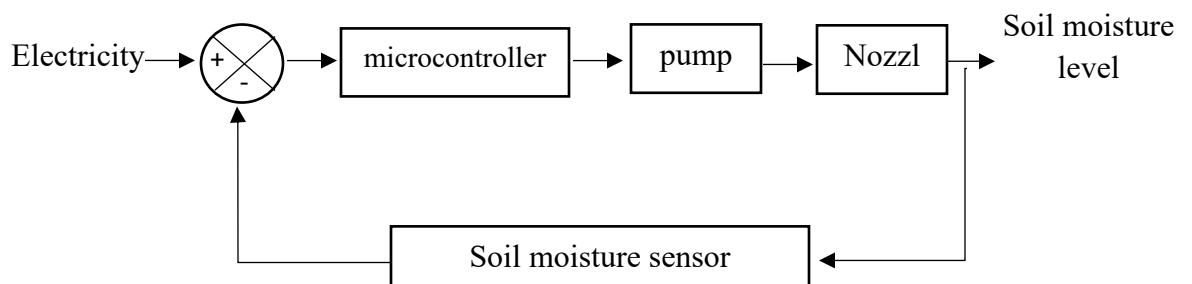 Soil moisture
level
Electricity
+
-
microcontroller
pump
Nozzl
Soil moisture sensor